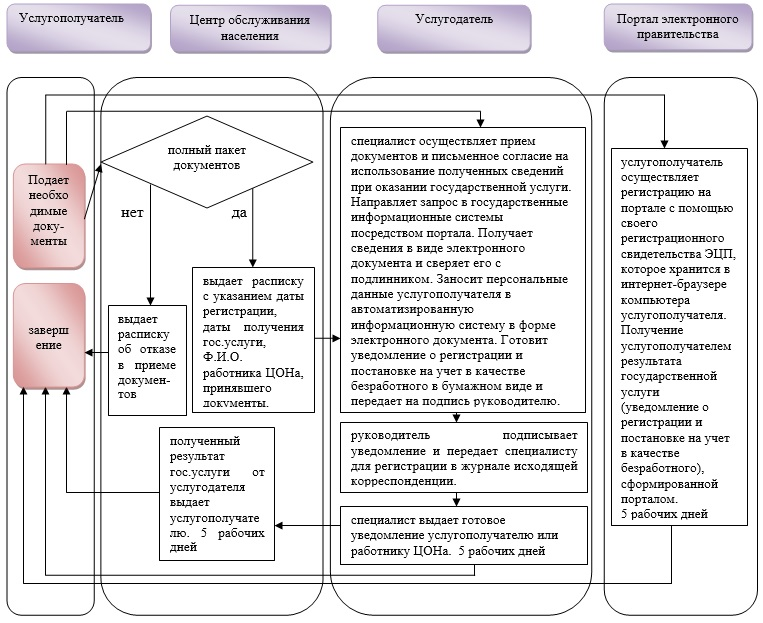 Услугополучатель
Центр обслуживания
населения
Услугодатель
Портал электронного
правительства
Подает
необхо
димые
доку-
менты
заверш
ение
полный пакет
документов
нет
да
выдает
расписку
об отказе
в приеме
докумен-
тов
выдает расписку
с указанием даты
регистрации,
даты получения
гос.услуги,
Ф.И.О.
работника ЦОНа,
принявшего
документы.
полученный
результат
гос.услуги от
услугодателя
выдает
услугополучате
лю. 5 рабочих
дней
специалист осуществляет прием
документов и письменное согласие на
использование полученных сведений
при оказании государственной услуги.
Направляет запрос в государственные
информационные системы
посредством портала. Получает
сведения в виде электронного
документа и сверяет его с
подлинником. Заносит персональные
данные услугополучателя в
автоматизированную
информационную систему в форме
электронного документа. Готовит
уведомление о регистрации и
постановке на учет в качестве
безработного в бумажном виде и
передает на подпись руководителю.
руководитель подписывает
уведомление и передает специалисту
для регистрации в журнале исходящей
корреспонденции.
специалист выдает готовое
уведомление услугополучателю или
работнику ЦОНа. 5 рабочих дней
услугополучатель
осуществляет
регистрацию на
портале с помощью
своего
регистрационного
свидетельства ЭЦП,
которое хранится в
интернет-браузере
компьютера
услугополучателя.
Получение
услугополучателем
результата
государственной
услуги
(уведомление о
регистрации и
постановке на учет
в качестве
безработного),
сформированной
порталом.
5 рабочих дней